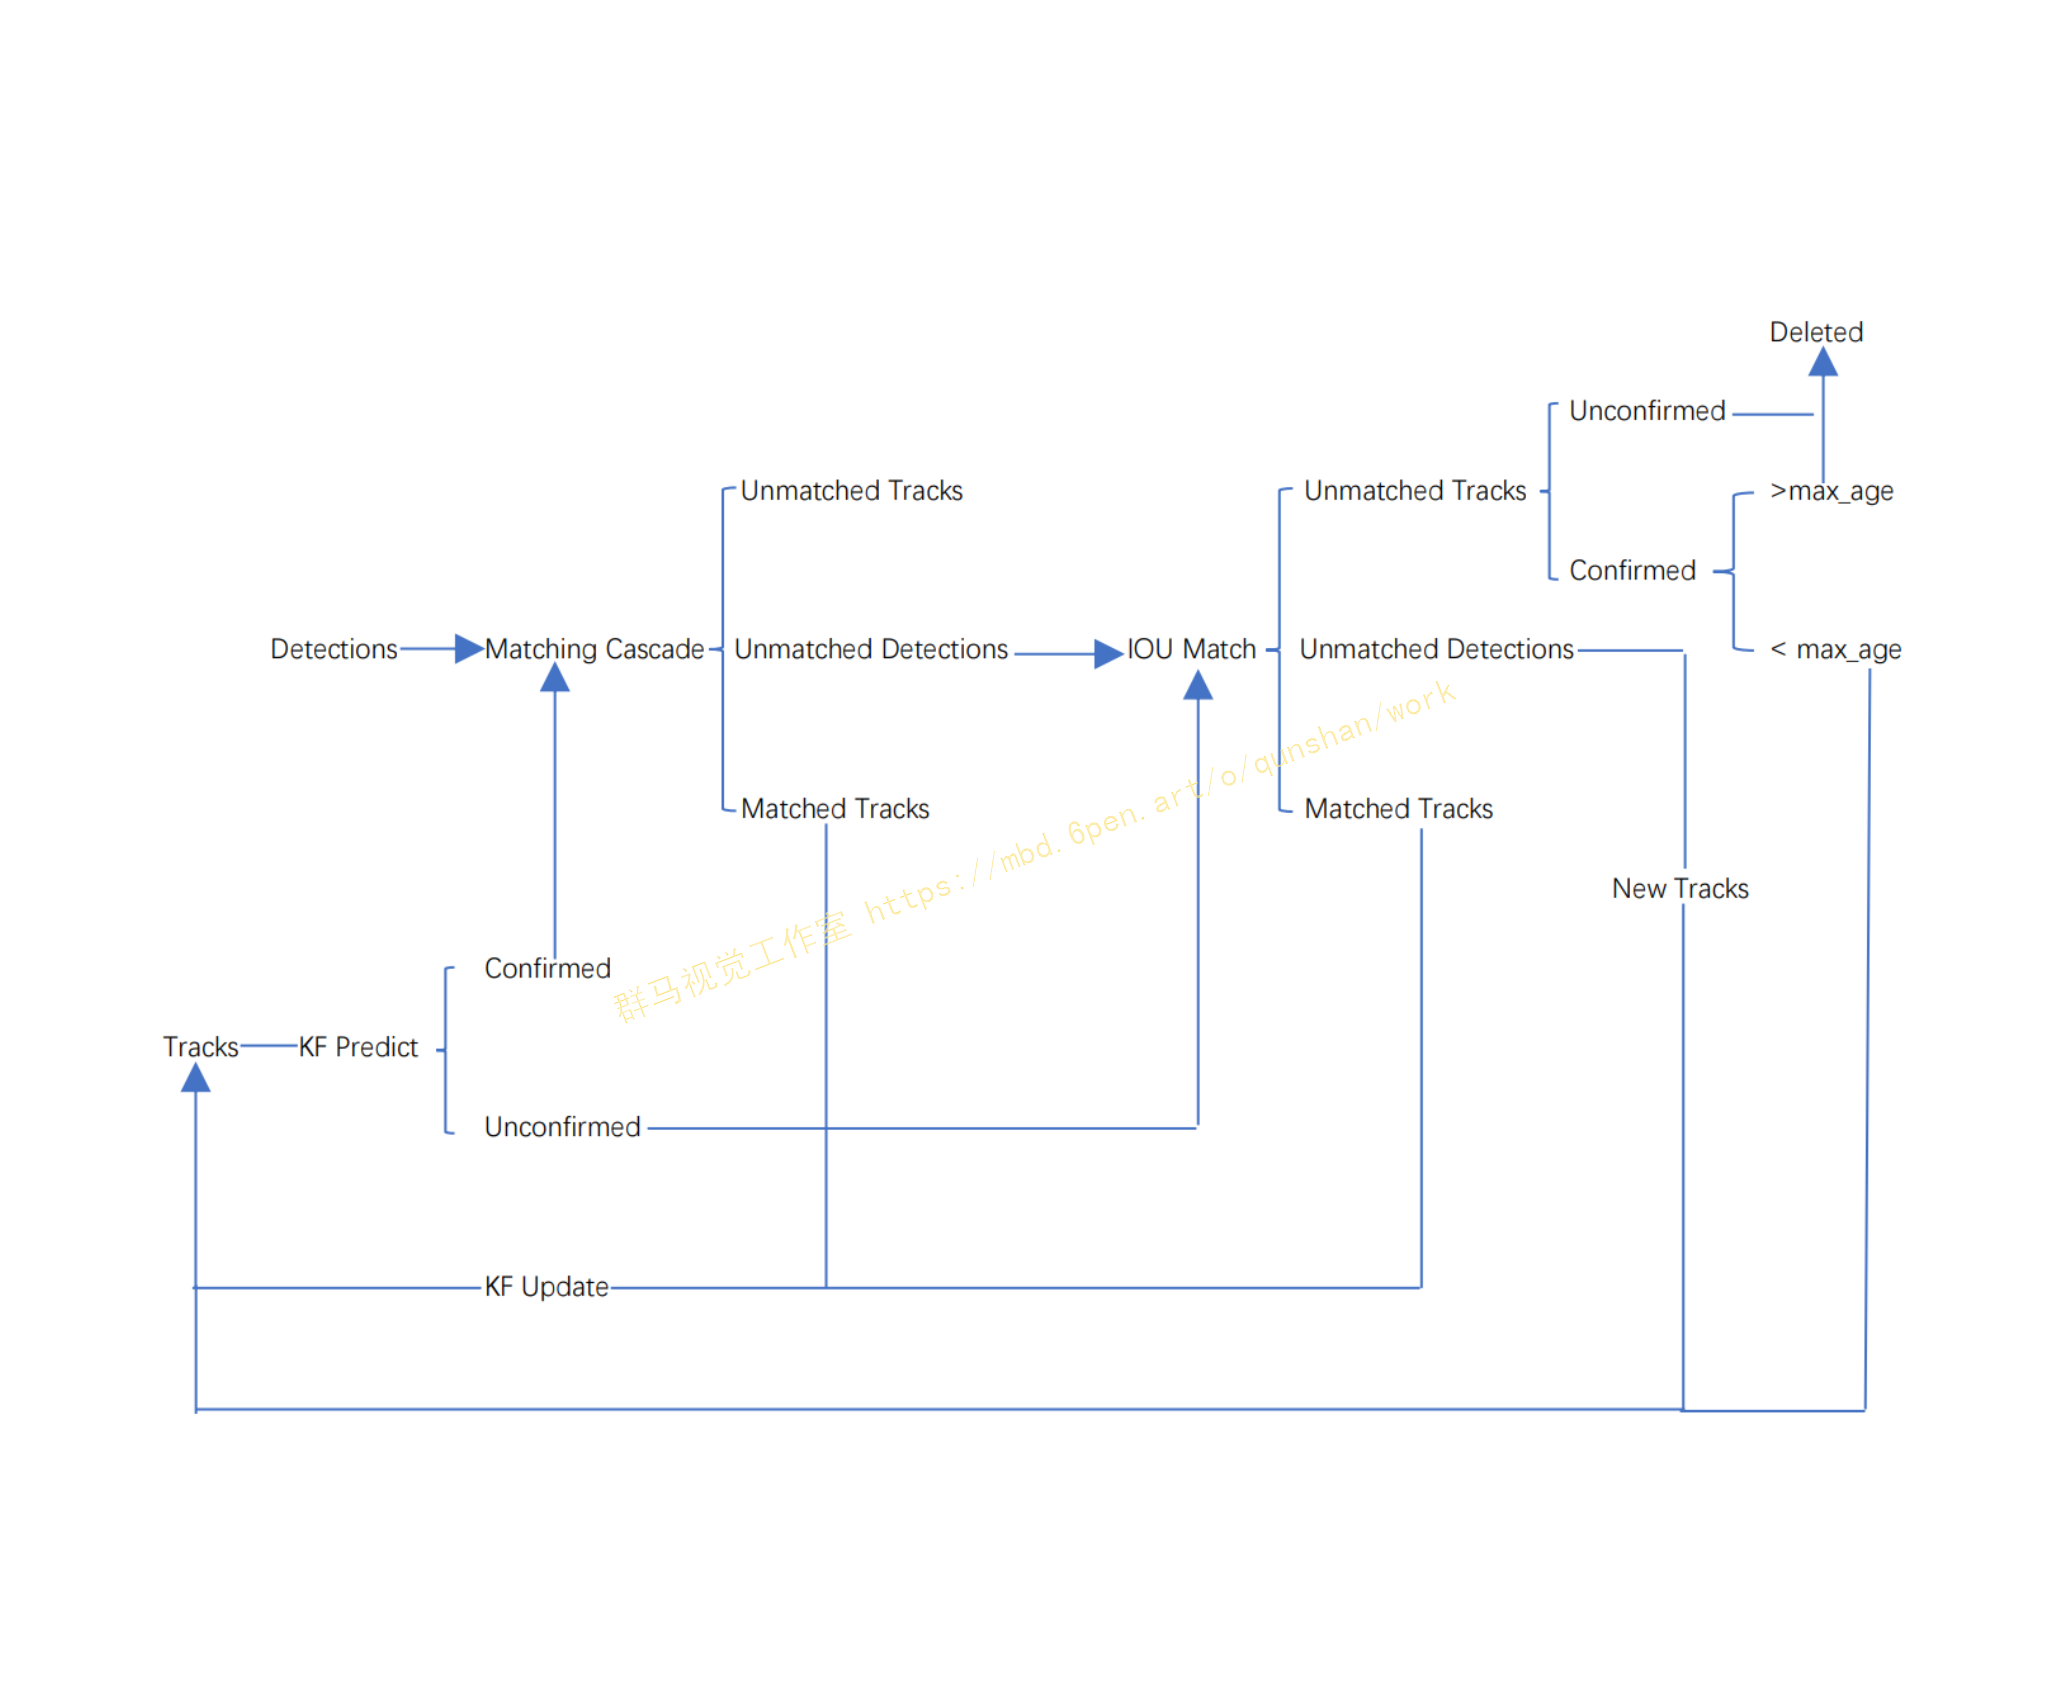 Deleted
Unconfirmed
Unmatched Tracks
Unmatched Tracks
>max_age
Confirmed
Detections
Matching Cascade
Unmatched Detections
IOU Match
Unmatched Detections
< max_age
Matched Tracks
Matched Tracks
New Tracks
Confirmed
群马视觉工作室 https://mbd.6pen.art/o/qunshan/work
Tracks
KF Predict
Unconfirmed
KF Update